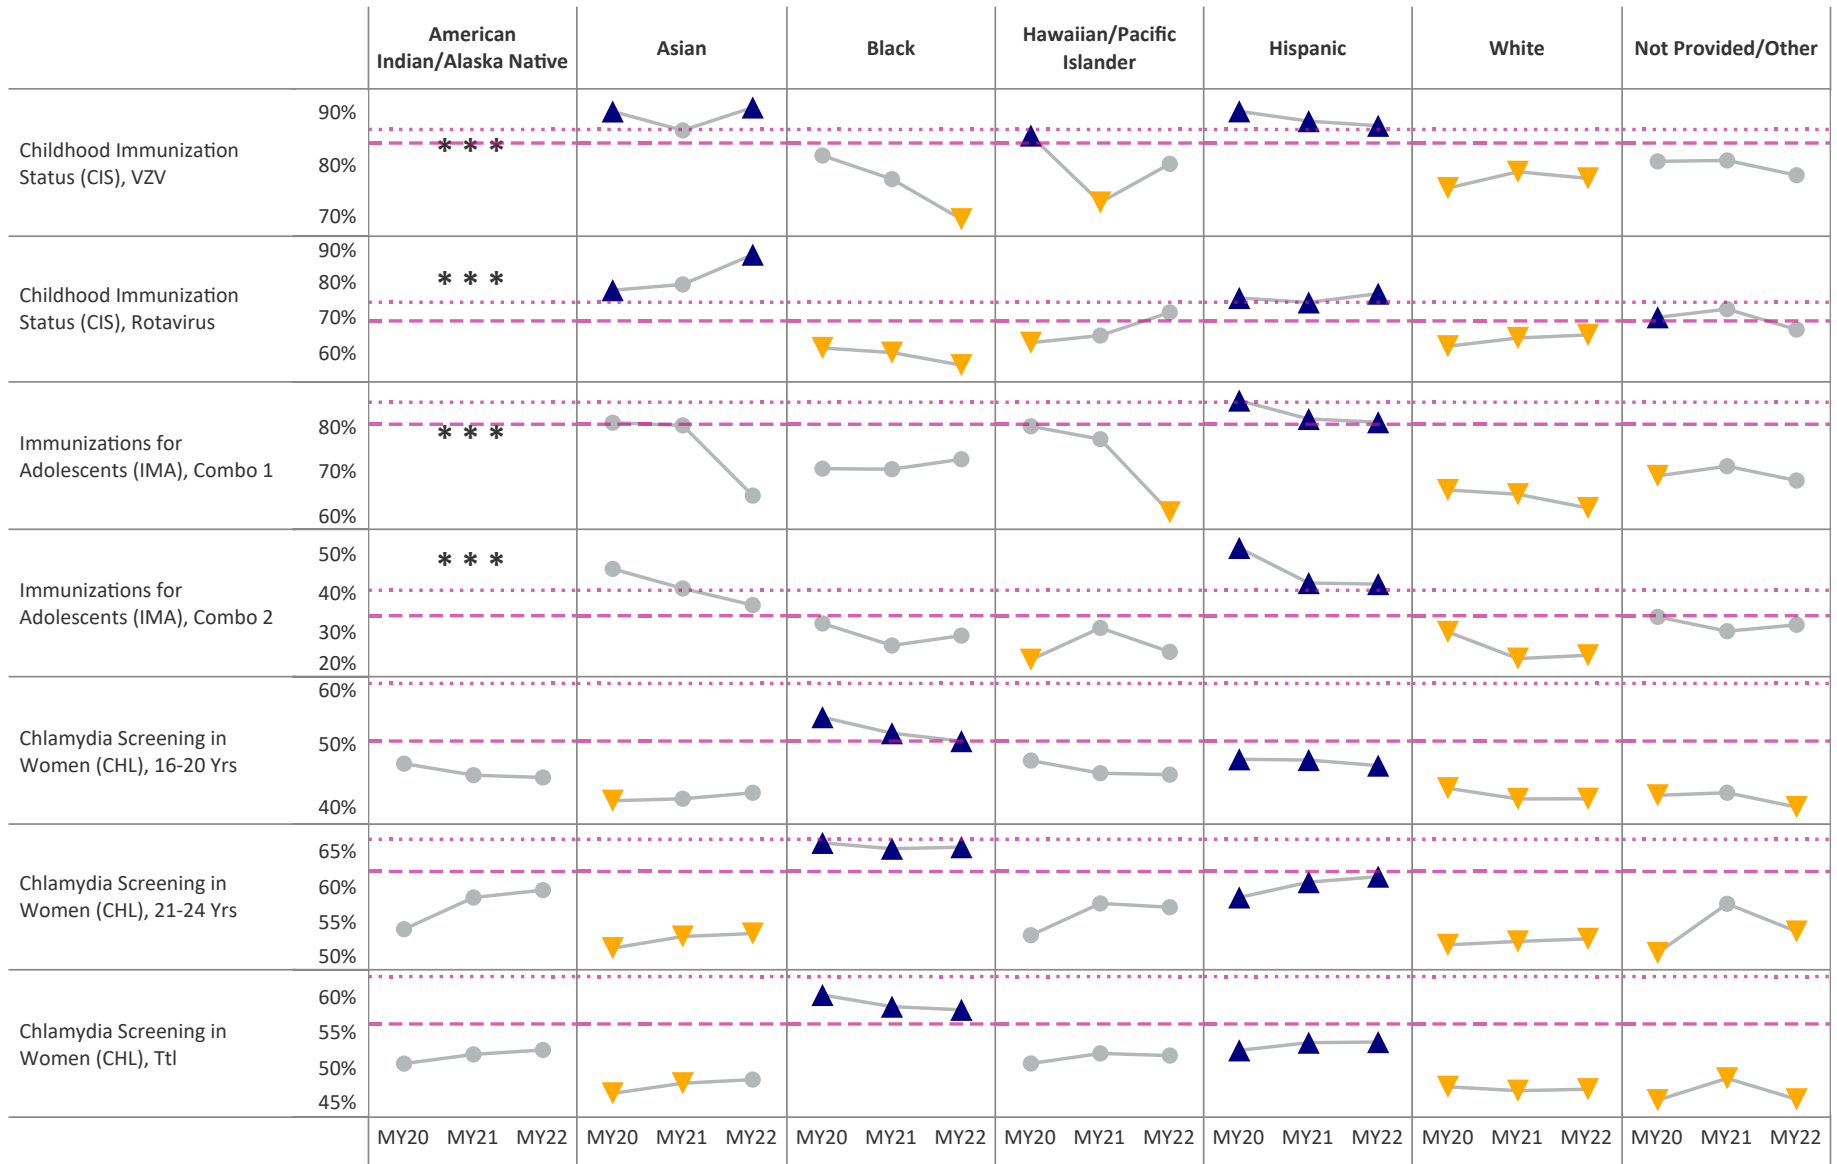 American
Indian/Alaska Native
Asian
Black
Hawaiian/Pacific
Islander
Hispanic
White
Not Provided/Other
Childhood Immunization
Status (CIS), VZV
90%
80%
70%
* * *
Childhood Immunization
Status (CIS), Rotavirus
90%
80%
70%
60%
* * *
Immunizations for
Adolescents (IMA), Combo 1
80%
70%
60%
* * *
Immunizations for
Adolescents (IMA), Combo 2
50%
40%
30%
20%
* * *
Chlamydia Screening in
Women (CHL), 16-20 Yrs
60%
50%
40%
Chlamydia Screening in
Women (CHL), 21-24 Yrs
65%
60%
55%
50%
Chlamydia Screening in
Women (CHL), Ttl
60%
55%
50%
45%
MY20 MY21 MY22 MY20 MY21 MY22 MY20 MY21 MY22 MY20 MY21 MY22 MY20 MY21 MY22 MY20 MY21 MY22 MY20 MY21 MY22